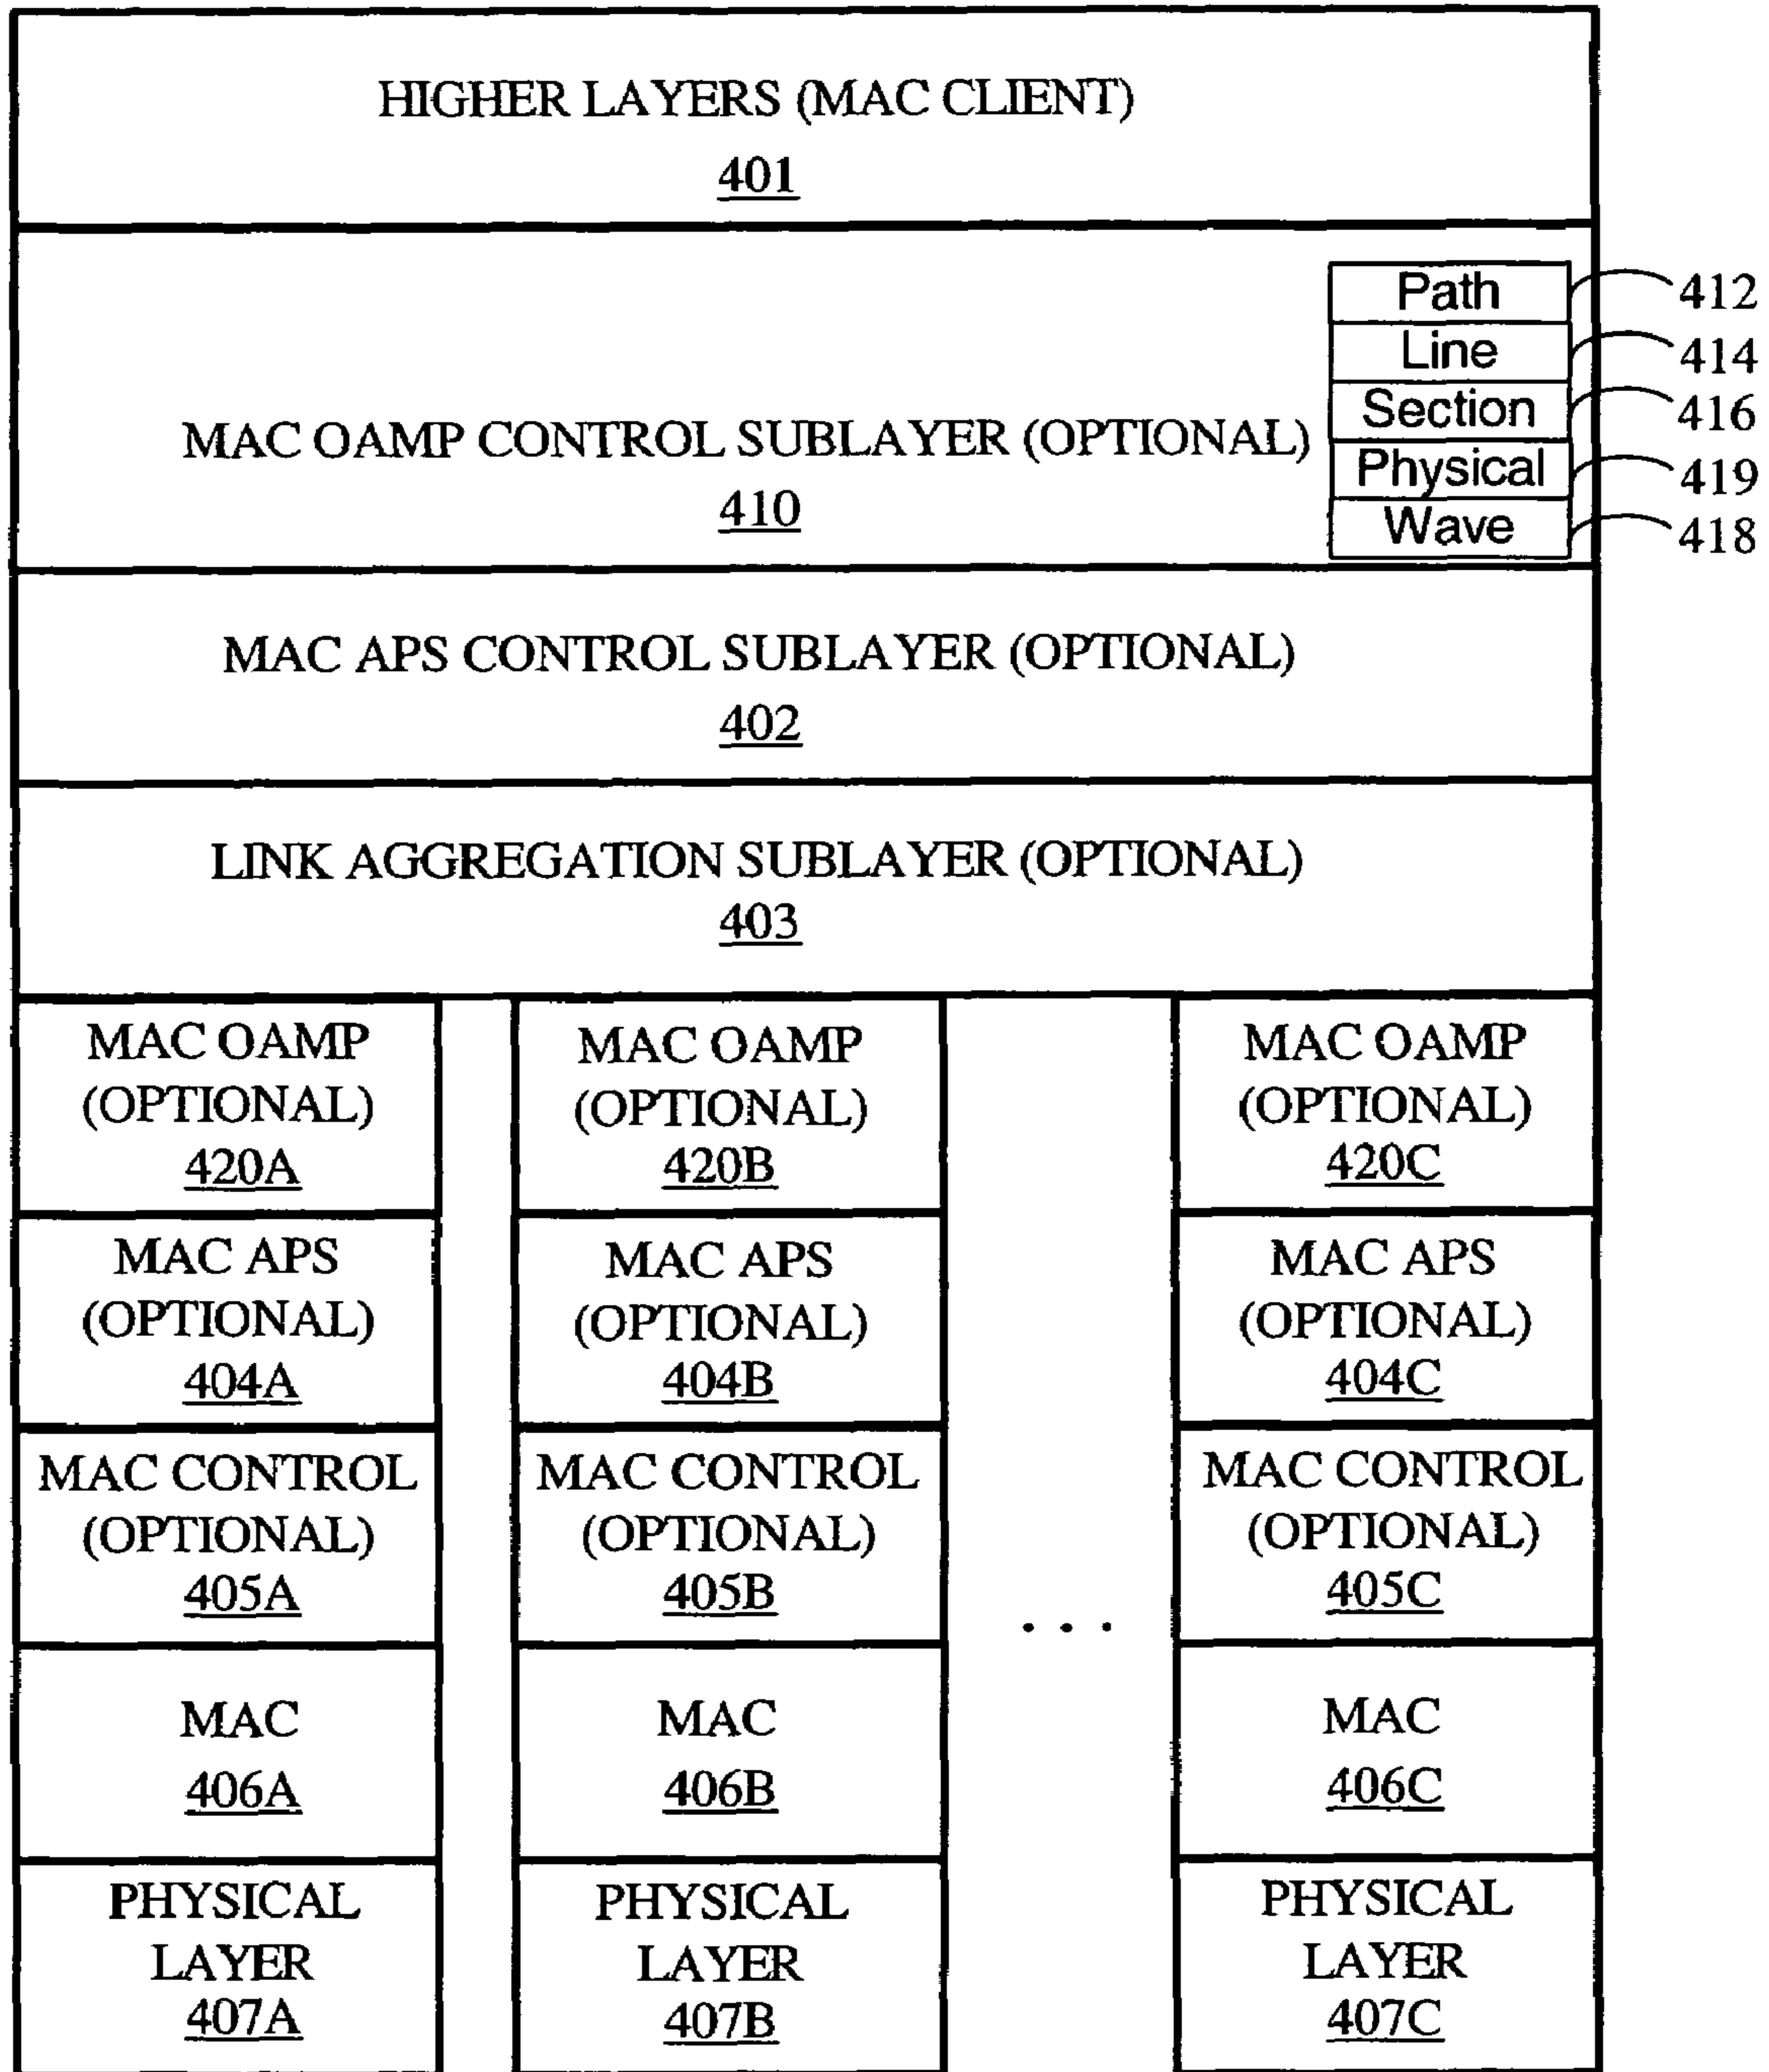 HIGHER LAYERS (MAC CLIENT)
401
Path 412
Line 414
Section 416
MAC OAMP CONTROL SUBLAYER (OPTIONAL)
Physical 419
410
Wave 418
MAC APS CONTROL SUBLAYER (OPTIONAL)
402
LINK AGGREGATION SUBLAYER (OPTIONAL)
403
MAC OAMP
(OPTIONAL)
420A
MAC OAMP
(OPTIONAL)
420B
MAC OAMP
(OPTIONAL)
420C
MAC APS
(OPTIONAL)
404A
MAC APS
(OPTIONAL)
404B
MAC APS
(OPTIONAL)
404C
MAC CONTROL
(OPTIONAL)
405A
MAC CONTROL
(OPTIONAL)
405B
. . .
MAC CONTROL
(OPTIONAL)
405C
MAC
406A
MAC
406B
MAC
406C
PHYSICAL
LAYER
407A
PHYSICAL
LAYER
407B
PHYSICAL
LAYER
407C